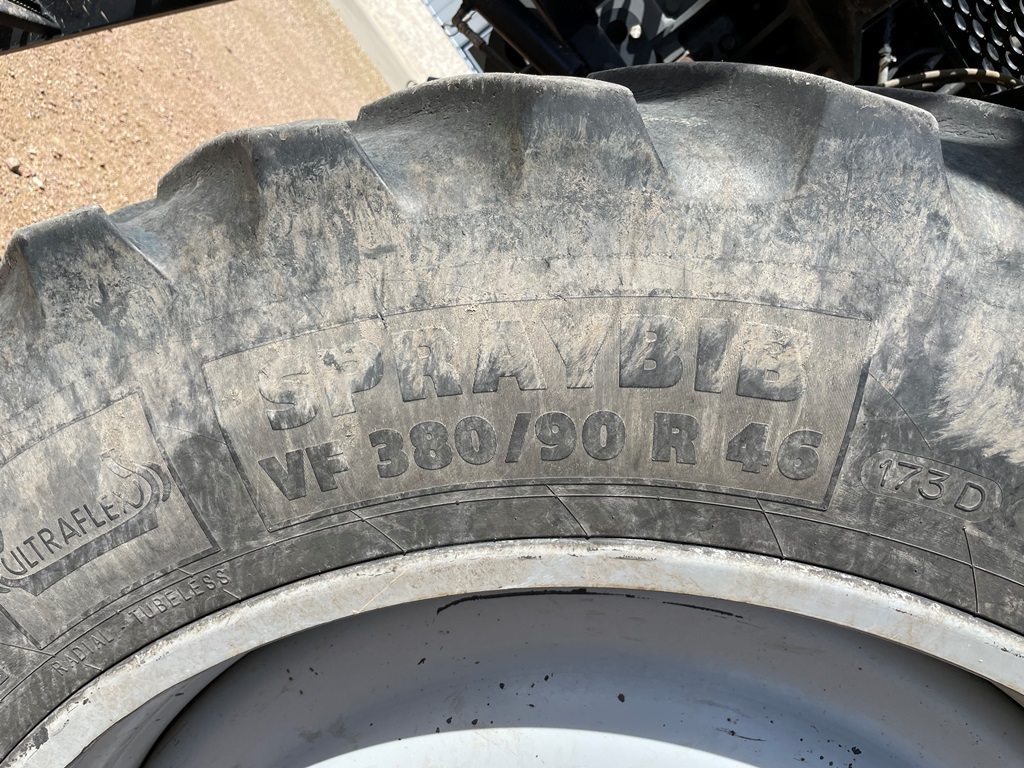 SPRAYBIB
VF 380/90 R 46
173 D
ULTRAFLEX
RADIAL - TUBELESS